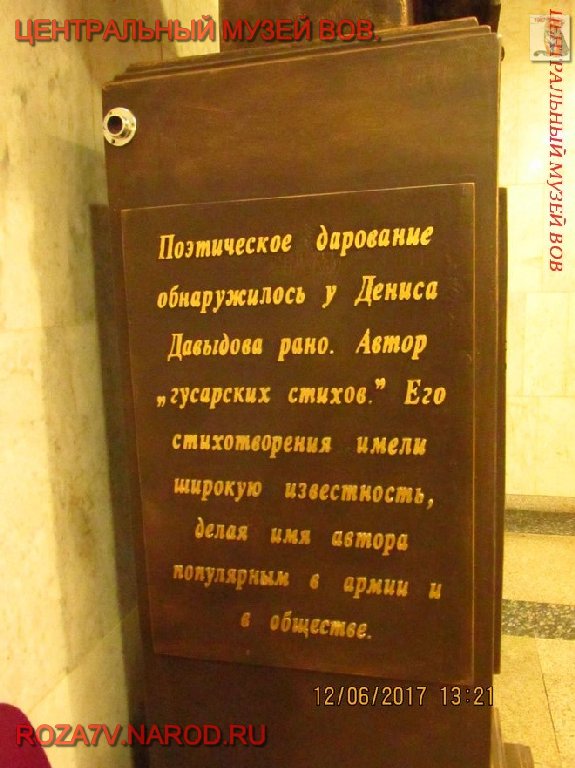 ЦЕНТРАЛЬНЫЙ МУЗЕЙ ВОВ.
ЦЕНТРАЛЬНЫЙ МУЗЕЙ ВОВ
Поэтическое дарование
обнаружилось у Дениса
Давыдова рано. Автор
„гусарских стихов.” Его
стихотворения имели
широкую известность,
делая имя автора
популярным в армии и
в обществе.
12/06/2017 13:21
ROZA7V.NAROD.RU